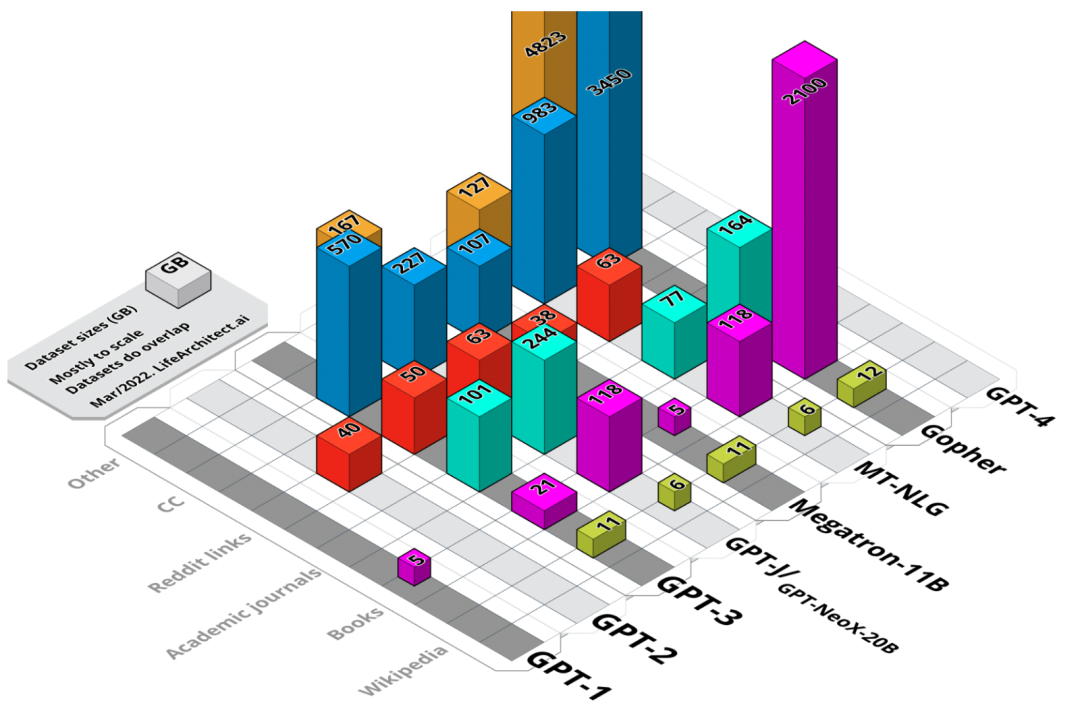 4823
3450
983
2100
127
167
570
227
107
164
63
77
GB
Dataset sizes (GB)
Mostly to scale
Datasets do overlap
Mar/2022. LifeArchitect.ai
38
118
63
244
50
12
101
118
5
6
40
11
21
6
11
5
Other
CC
Reddit links
Academic journals
Books
Wikipedia
GPT-4
Gopher
MT-NLG
Megatron-11B
GPT-J/GPT-NeoX-20B
GPT-3
GPT-2
GPT-1